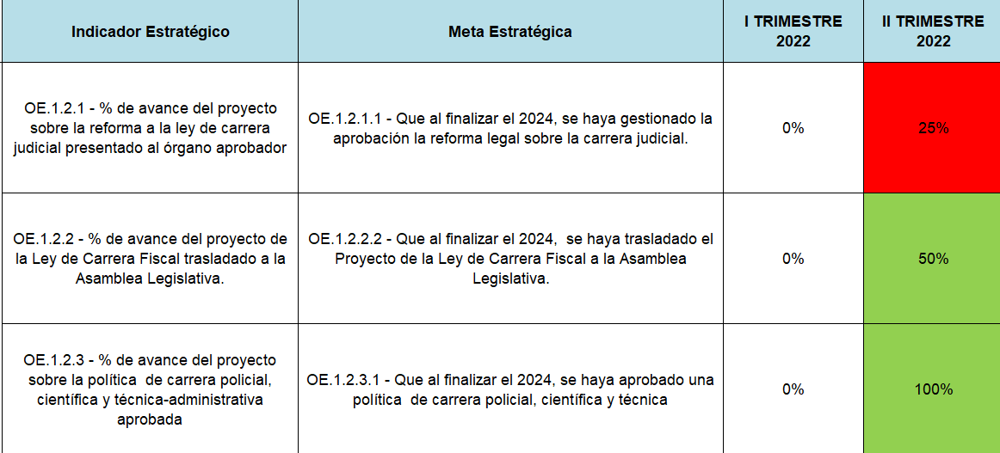 Indicador Estratégico
Meta Estratégica
I TRIMESTRE
2022
II TRIMESTRE
2022
OE.1.2.1 - % de avance del proyecto
sobre la reforma a la ley de carrera
judicial presentado al órgano aprobador
OE.1.2.1.1 - Que al finalizar el 2024, se haya gestionado la
aprobación la reforma legal sobre la carrera judicial.
0%
25%
OE.1.2.2 - % de avance del proyecto de
la Ley de Carrera Fiscal trasladado a la
Asamblea Legislativa.
OE.1.2.2.2 - Que al finalizar el 2024,  se haya trasladado el
Proyecto de la Ley de Carrera Fiscal a la Asamblea
Legislativa.
0%
50%
OE.1.2.3 - % de avance del proyecto
sobre la política  de carrera policial,
científica y técnica-administrativa
aprobada
OE.1.2.3.1 - Que al finalizar el 2024, se haya aprobado una
política  de carrera policial, científica y técnica
0%
100%